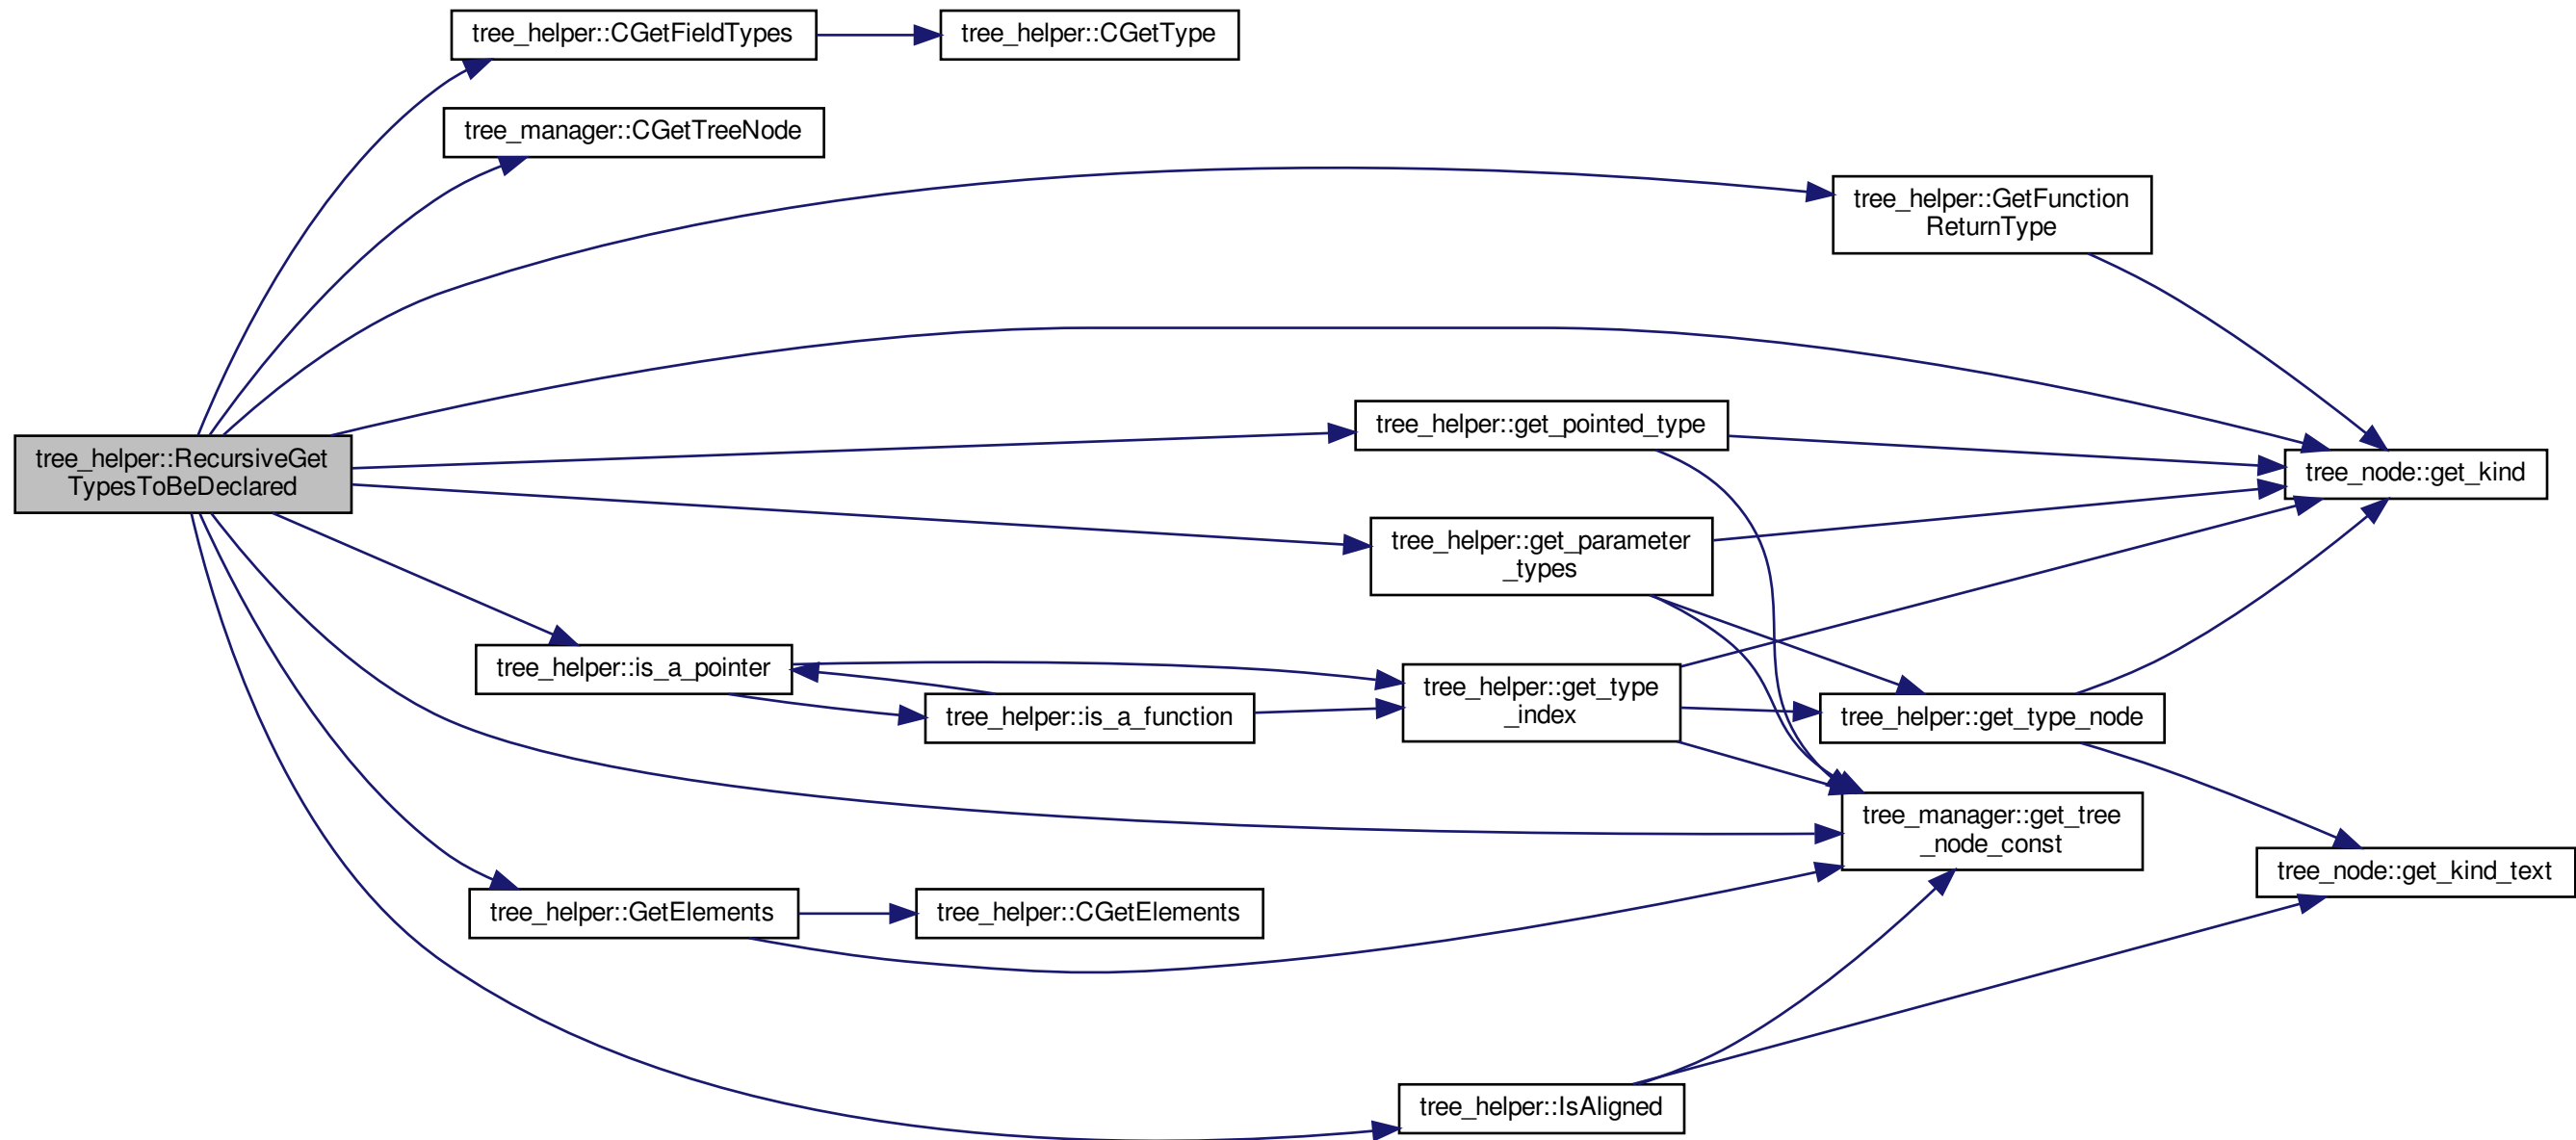 tree_helper::CGetFieldTypes
tree_helper::CGetType
tree_manager::CGetTreeNode
tree_helper::GetFunction
ReturnType
tree_helper::get_pointed_type
tree_helper::RecursiveGet
TypesToBeDeclared
tree_node::get_kind
tree_helper::get_parameter
_types
tree_helper::is_a_pointer
tree_helper::get_type
_index
tree_helper::is_a_function
tree_helper::get_type_node
tree_manager::get_tree
_node_const
tree_node::get_kind_text
tree_helper::GetElements
tree_helper::CGetElements
tree_helper::IsAligned